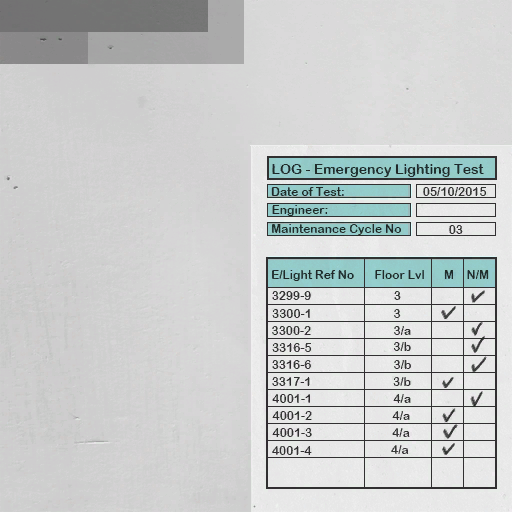 LOG - Emergency Lighting Test
Date of Test: 05/10/2015
Engineer:
Maintenance Cycle No 03
E/Light Ref No Floor Lvl M N/M
3299-9 3 ✓
3300-1 3 ✓
3300-2 3/a ✓
3316-5 3/b ✓
3316-6 3/b ✓
3317-1 3/b ✓
4001-1 4/a ✓
4001-2 4/a ✓
4001-3 4/a ✓
4001-4 4/a ✓